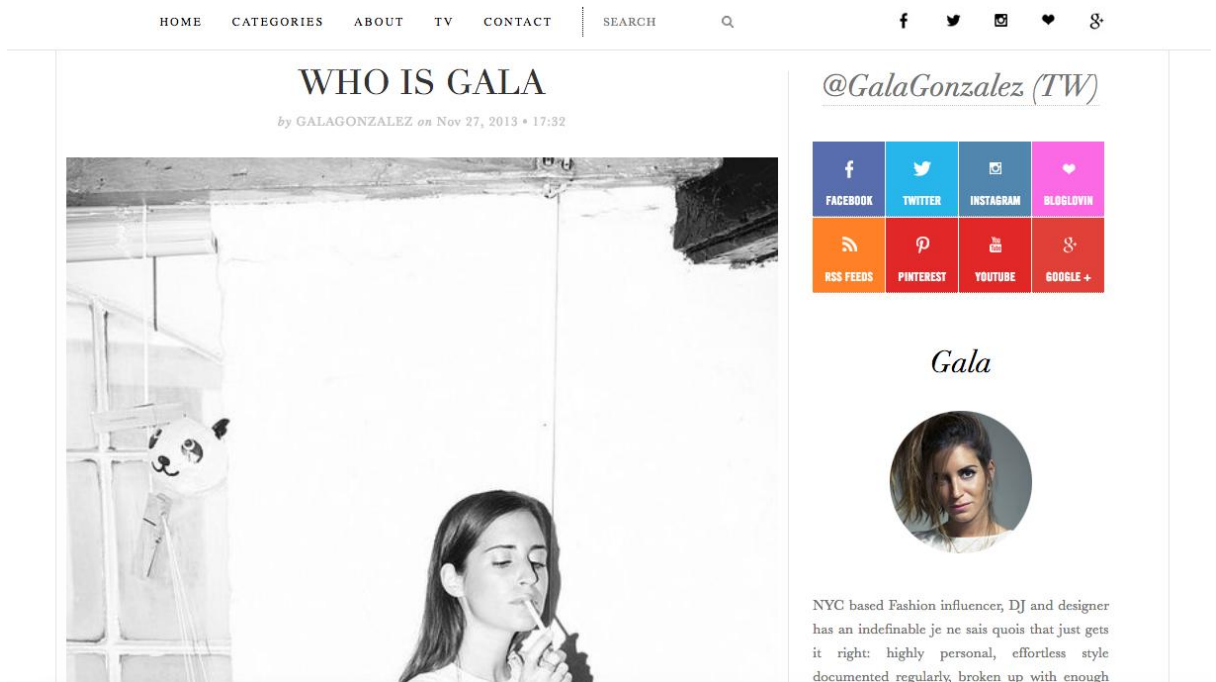 HOME CATEGORIES ABOUT TV CONTACT SEARCH
WHO IS GALA
by GALAGONZALEZ on Nov 27, 2013 • 17:32
@GalaGonzalez (TW)
FACEBOOK TWITTER INSTAGRAM BLOGLOVIN
RSS FEEDS PINTEREST YOUTUBE GOOGLE +
Gala
NYC based Fashion influencer, DJ and designer
has an indefinable je ne sais quois that just gets
it right: highly personal, effortless style
documented regularly, broken up with enough